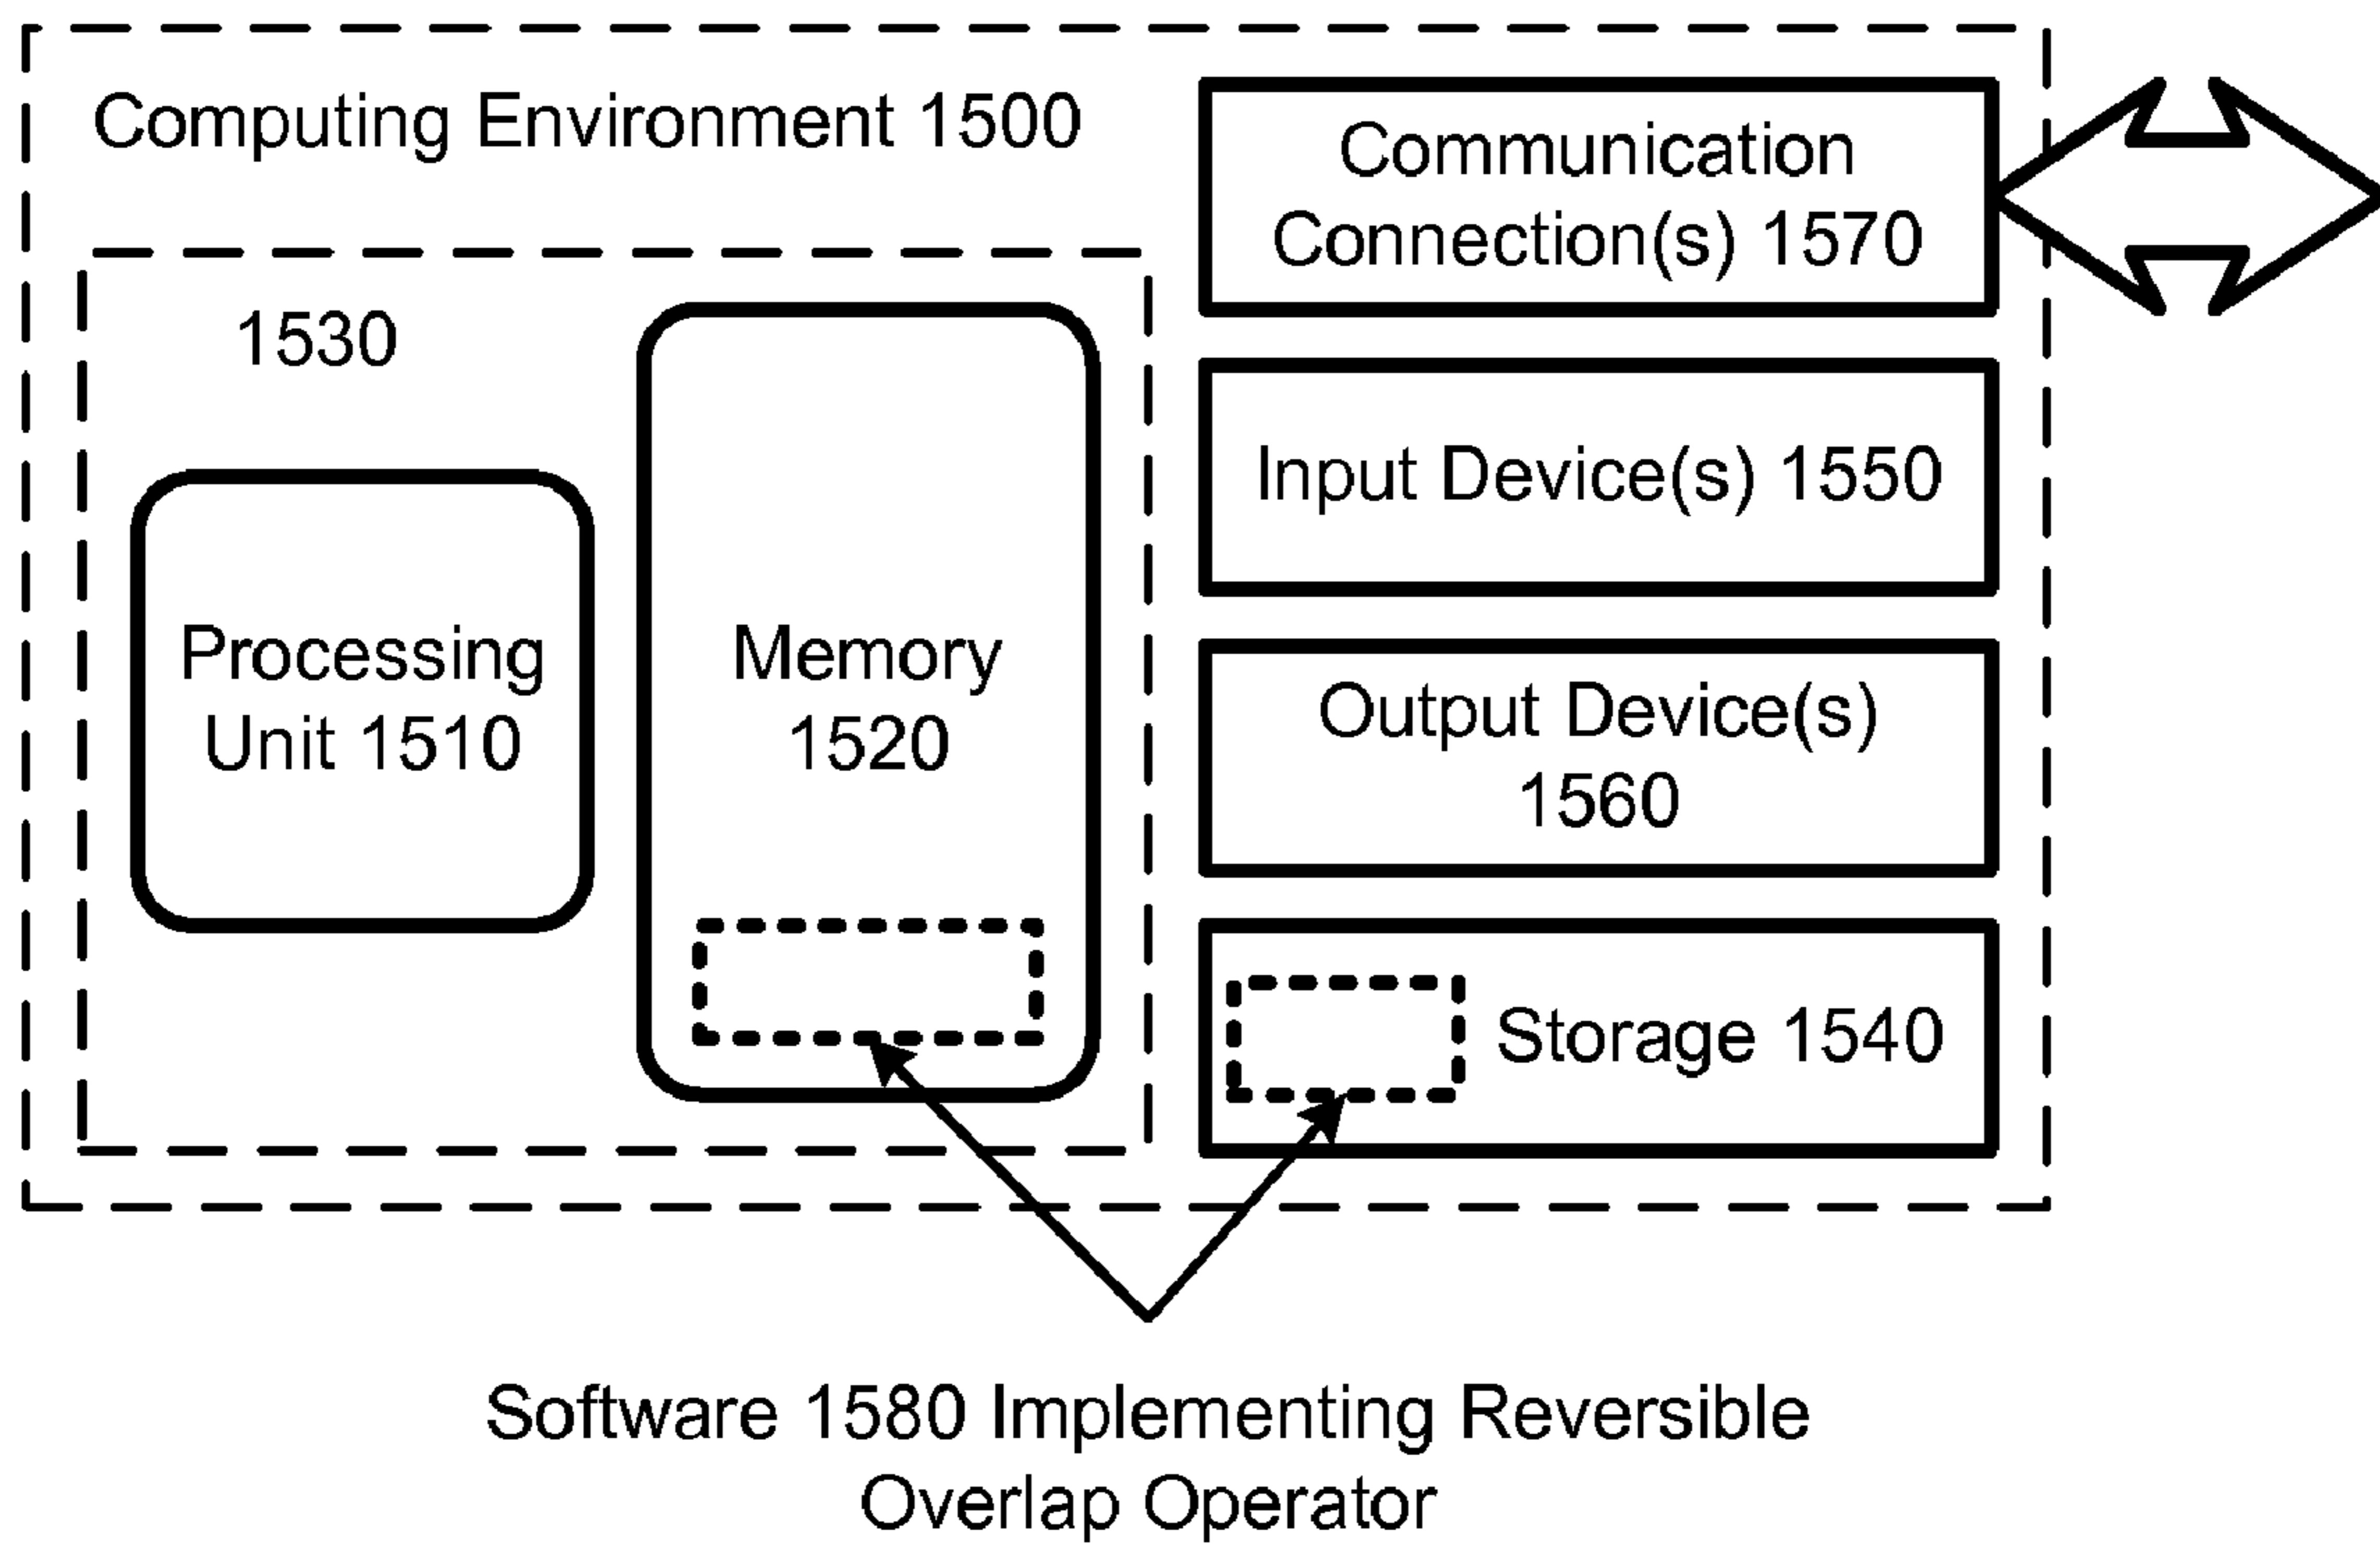 Computing Environment 1500
1530
Processing
Unit 1510
Memory
1520
Communication
Connection(s) 1570
Input Device(s) 1550
Output Device(s)
1560
Storage 1540
Software 1580 Implementing Reversible
Overlap Operator